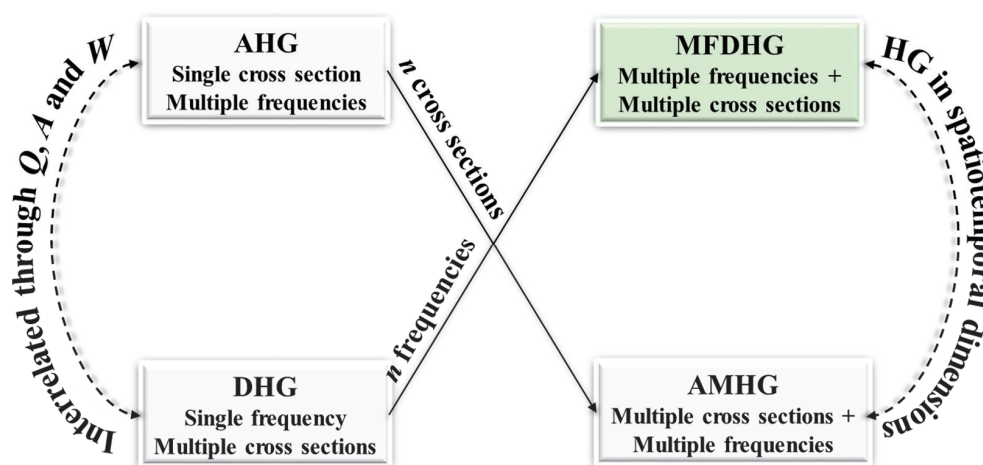 Interrelated through Q, A and W
AHG
Single cross section
Multiple frequencies
n cross sections
n frequencies
DHG
Single frequency
Multiple cross sections
MFDHG
Multiple frequencies +
Multiple cross sections
AMHG
Multiple cross sections +
Multiple frequencies
HG in spatiotemporal dimensions